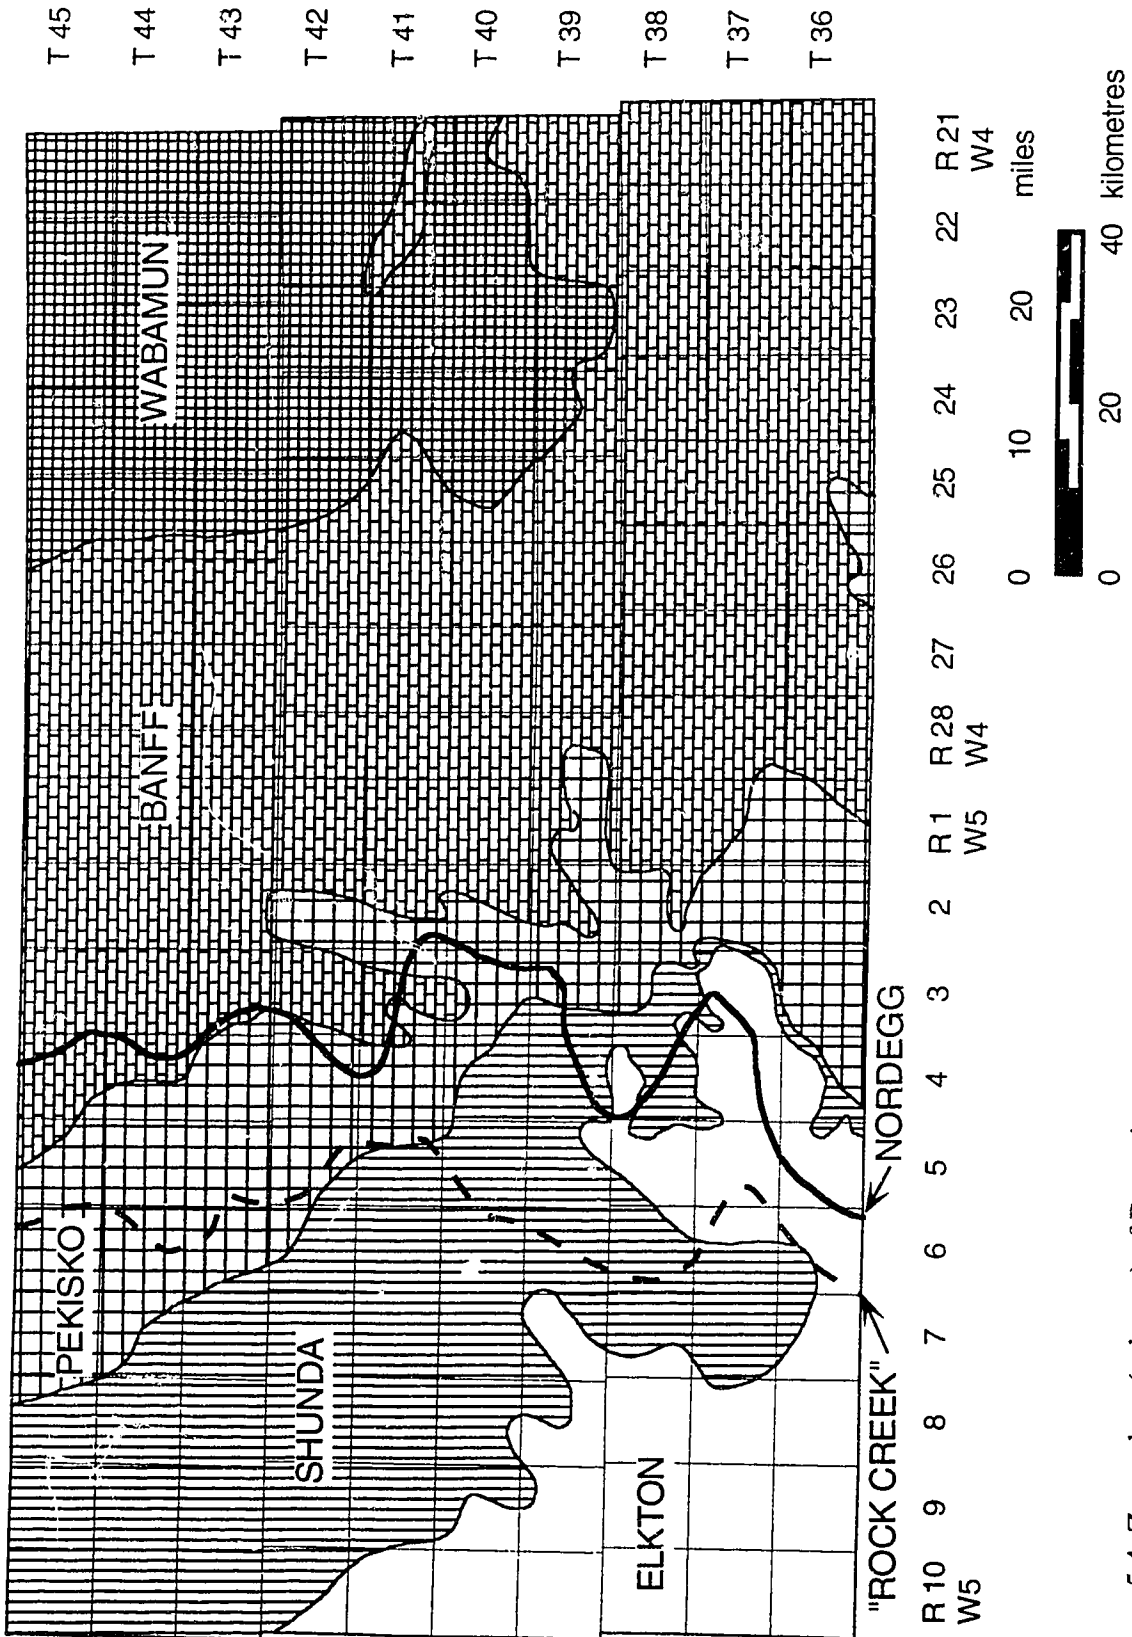 T 45
T 44
T 43
T 42
T 41
T 40
T 39
T 38
T 37
T 36
WABAMUN
BANFF
PEKISKO
SHUNDA
ELKTON
"ROCK CREEK"
NORDEGG
R 10 9 8 7 6 5 4 3 2 R 1 R 28 27 26 25 24 23 22 R 21
W5 W5 W4 W4
0 10 20 miles
0 20 40 kilometres